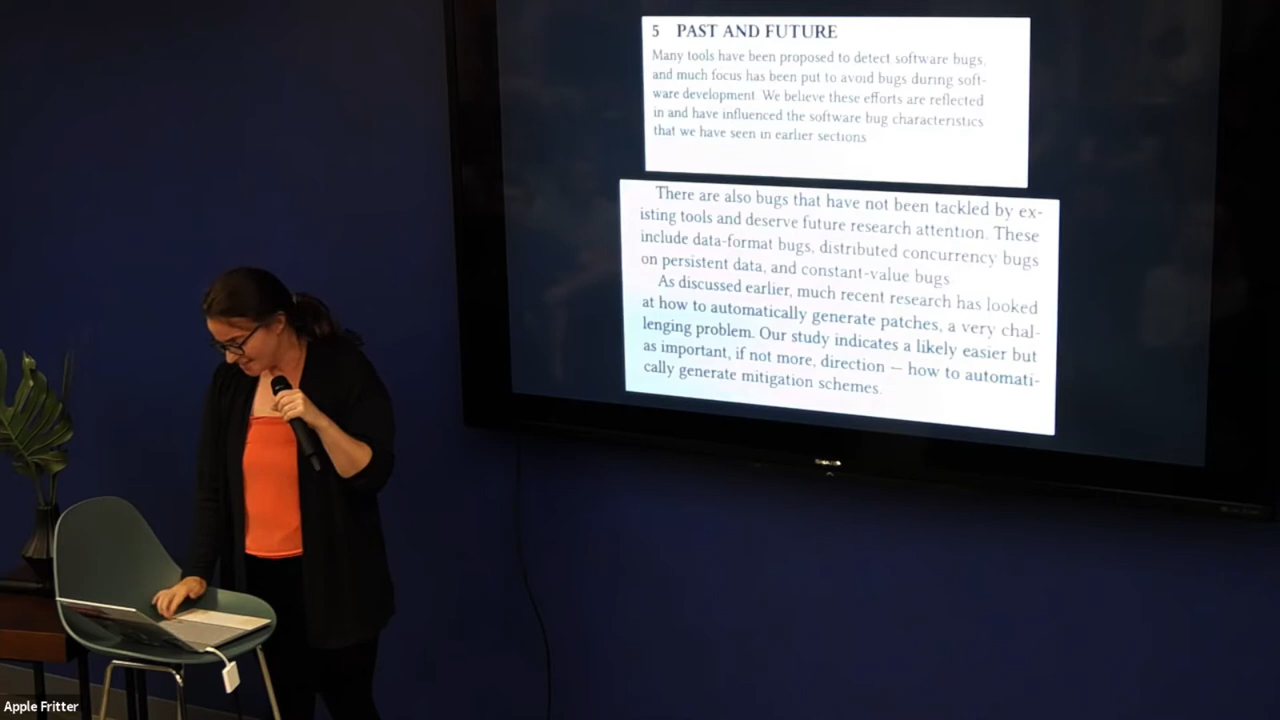 5 PAST AND FUTURE
Many tools have been proposed to detect software bugs,
and much focus has been put to avoid bugs during soft-
ware development. We believe these efforts are reflected
in and have influenced the software bug characteristics
that we have seen in earlier sections
There are also bugs that have not been tackled by ex-
isting tools and deserve future research attention. These
include data-format bugs, distributed concurrency bugs
on persistent data, and constant-value bugs
As discussed earlier, much recent research has looked
at how to automatically generate patches, a very chal-
lenging problem. Our study indicates a likely easier but
as important, if not more, direction — how to automati-
cally generate mitigation schemes.
Apple Fritter